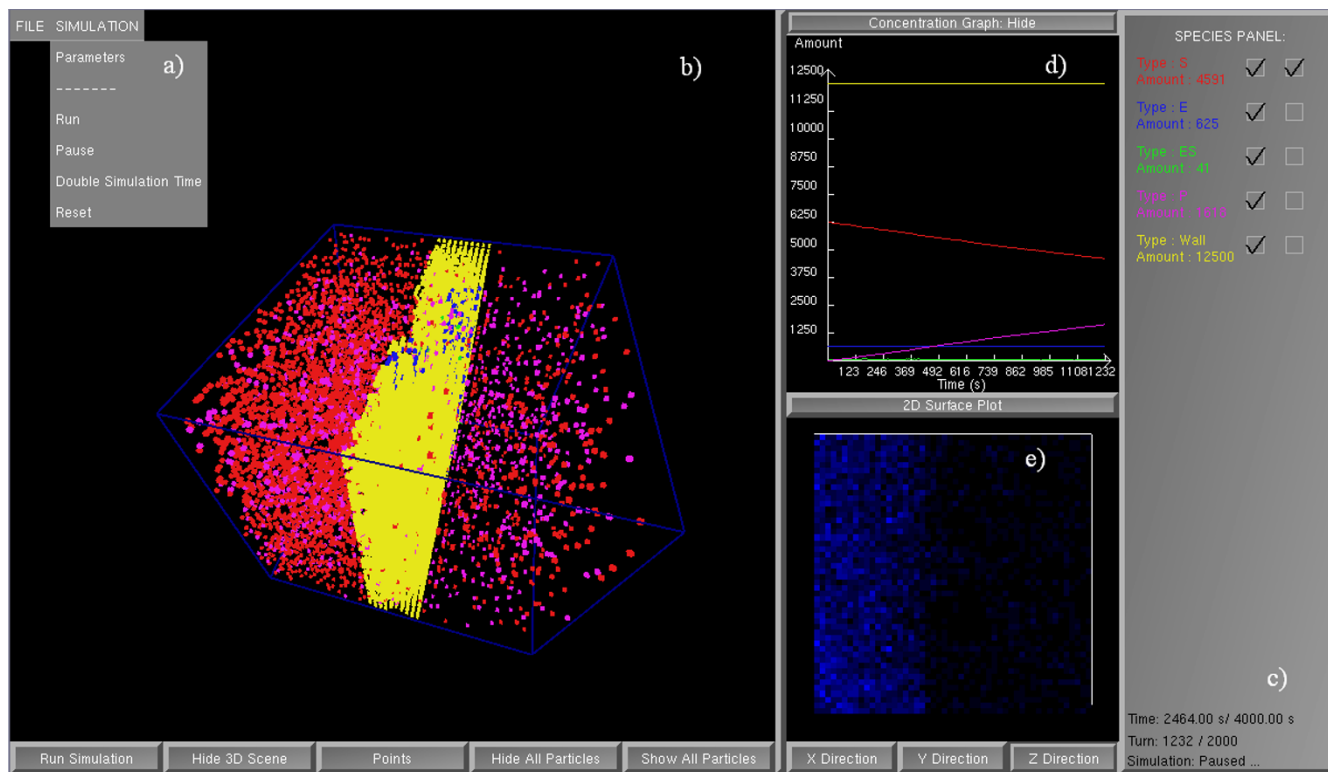 FILE SIMULATION
Parameters
-------
Run
Pause
Double Simulation Time
Reset
a)
b)
Run Simulation
Hide 3D Scene
Points
Hide All Particles
Show All Particles
Concentration Graph: Hide
Amount
d)
12500
11250
10000
8750
7500
6250
5000
3750
2500
1250
123 246 369 492 616 739 862 985 1108 1232
Time (s)
2D Surface Plot
e)
X Direction
Y Direction
Z Direction
SPECIES PANEL:
Type : S
Amount : 4591
Type : E
Amount : 625
Type : ES
Amount : 41
Type : P
Amount : 1618
Type : Wall
Amount : 12500
c)
Time: 2464.00 s/ 4000.00 s
Turn: 1232 / 2000
Simulation: Paused ...